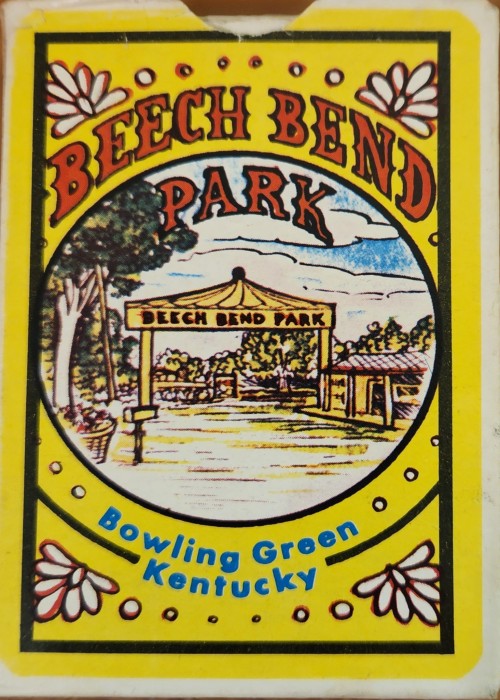 BEECH BEND
PARK
BEECH BEND PARK
Bowling Green
Kentucky